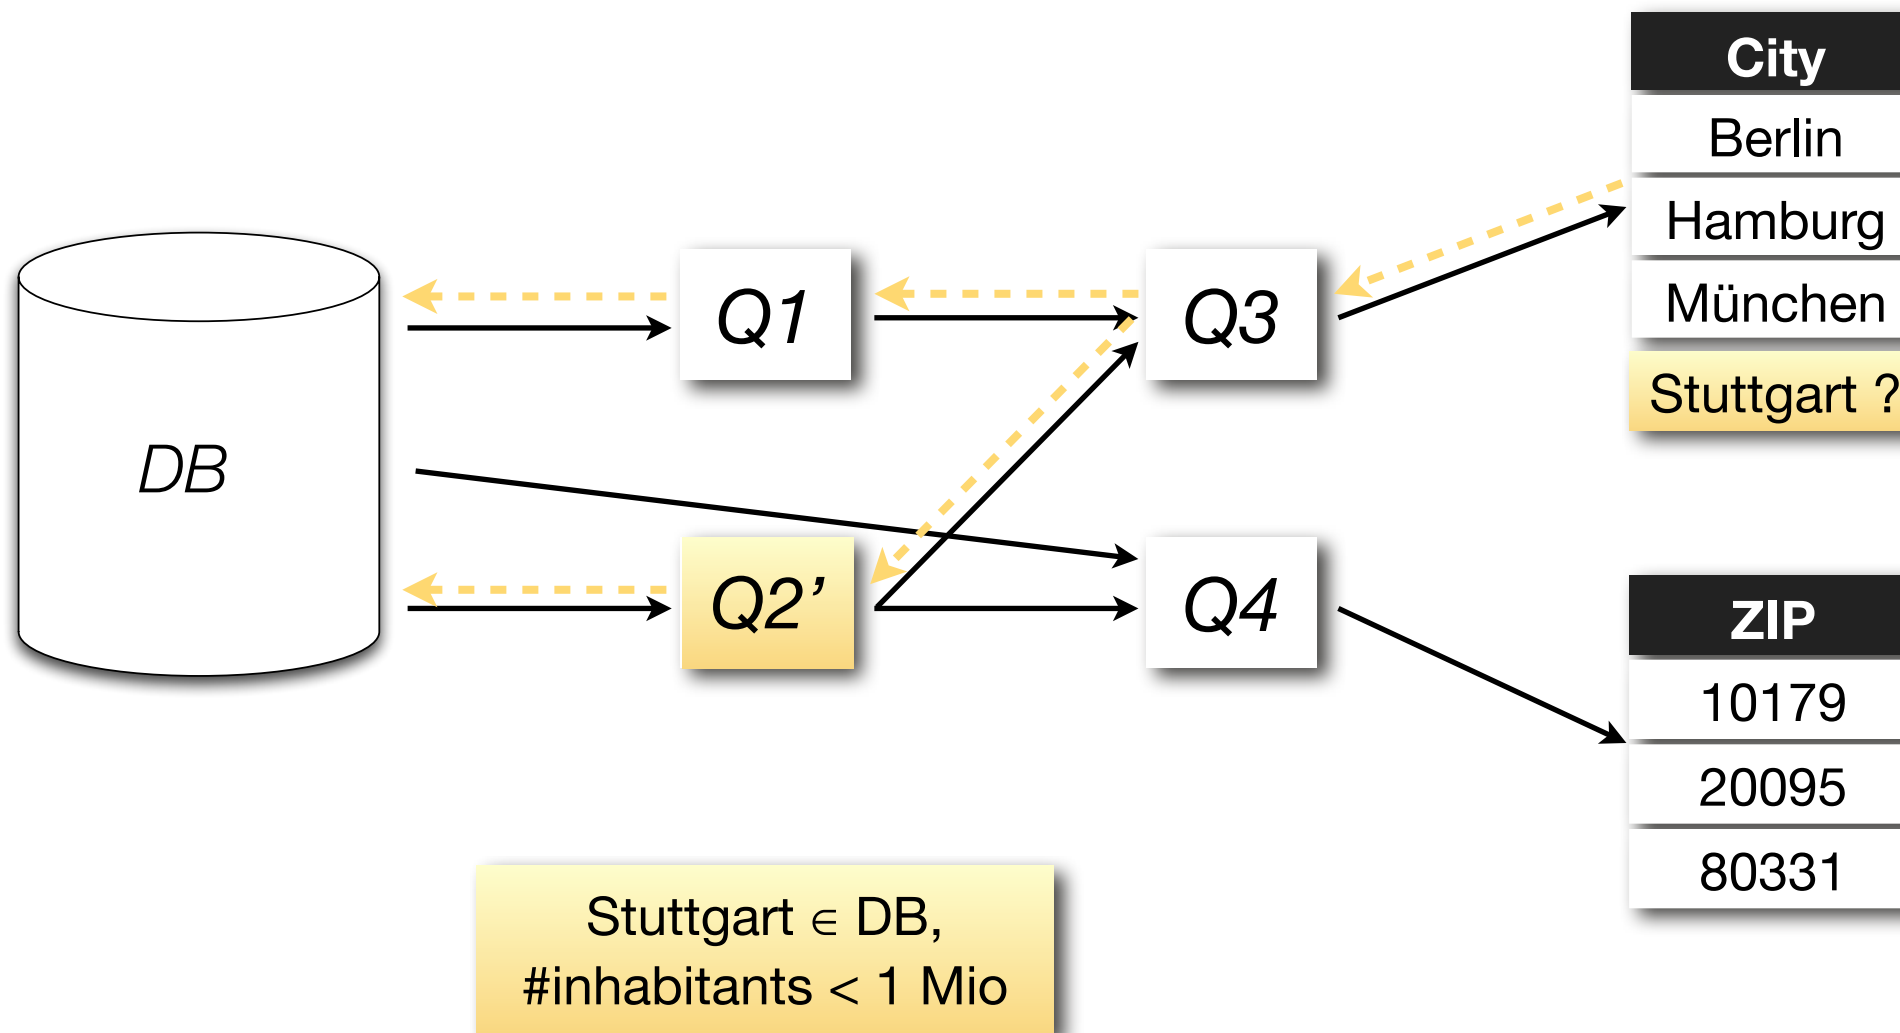 City
Berlin
Hamburg
München
Stuttgart ?
DB
Q1
Q3
Q2’
Q4
ZIP
10179
20095
80331
Stuttgart ∈ DB,
#inhabitants < 1 Mio